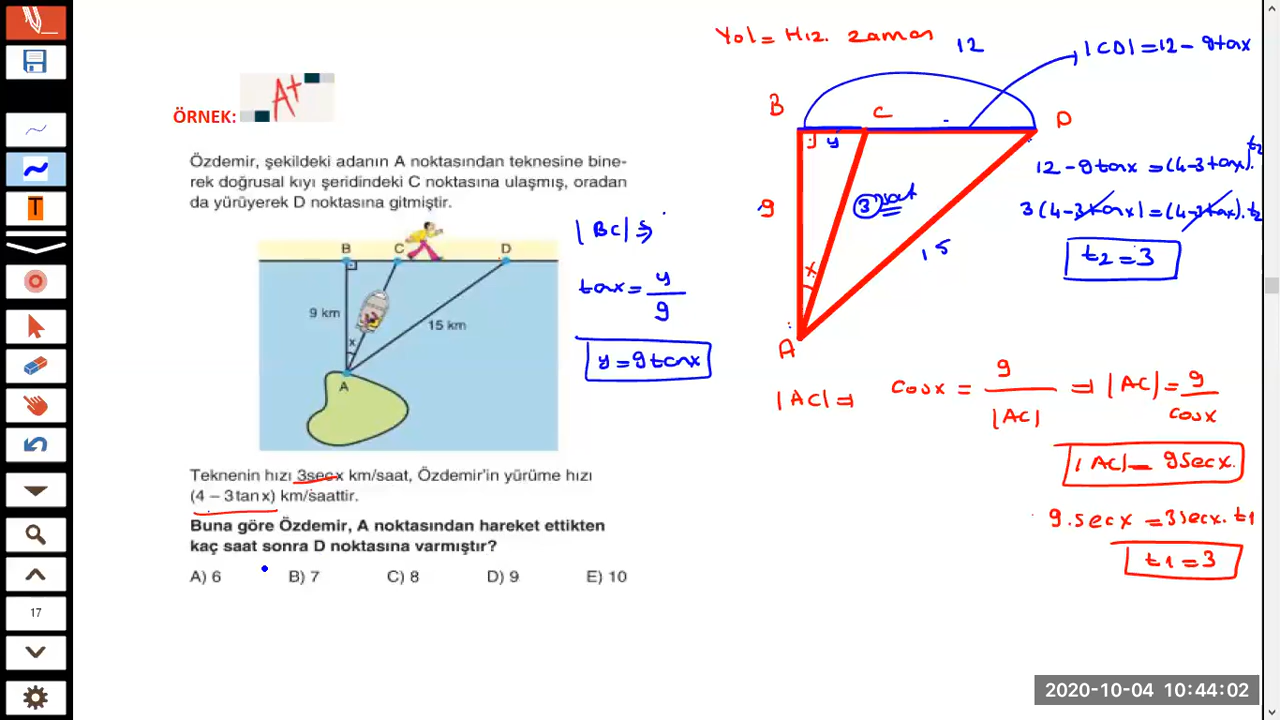 Yol = Hız. zaman
12
|CD|=12-9tanx
A+
ÖRNEK:
B
C
D
y
Özdemir, şekildeki adanın A noktasından teknesine bine-
rek doğrusal kıyı şeridindeki C noktasına ulaşmış, oradan
da yürüyerek D noktasına gitmiştir.
12-9tanx=(4-3tanx).t2
9
3 saat
3(4-3tanx)=(4-3tanx).t2
|BC|⇒
B
C
D
15
t2=3
tanx=y/9
x
9 km
15 km
x
A
y=9tanx
A
|AC|⇒ cosx = 9/|AC| ⇒ |AC|=9/cosx
|AC|=9secx.
Teknenin hızı 3secx km/saat, Özdemir'in yürüme hızı
(4 – 3tanx) km/saattir.
9.secx=3secx.t1
Buna göre Özdemir, A noktasından hareket ettikten
kaç saat sonra D noktasına varmıştır?
t1=3
A) 6 B) 7 C) 8 D) 9 E) 10
T
17
2020-10-04 10:44:02